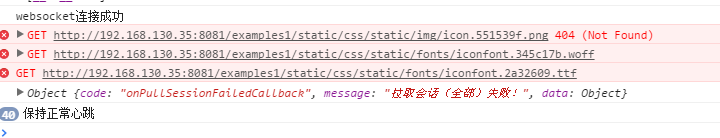 websocket连接成功
GET http://192.168.130.35:8081/examples1/static/css/static/img/icon.551539f.png 404 (Not Found)
GET http://192.168.130.35:8081/examples1/static/css/static/fonts/iconfont.345c17b.woff
GET http://192.168.130.35:8081/examples1/static/css/static/fonts/iconfont.2a32609.ttf
Object {code: "onPullSessionFailedCallback", message: "拉取会话（全部）失败！", data: Object}
40 保持正常心跳